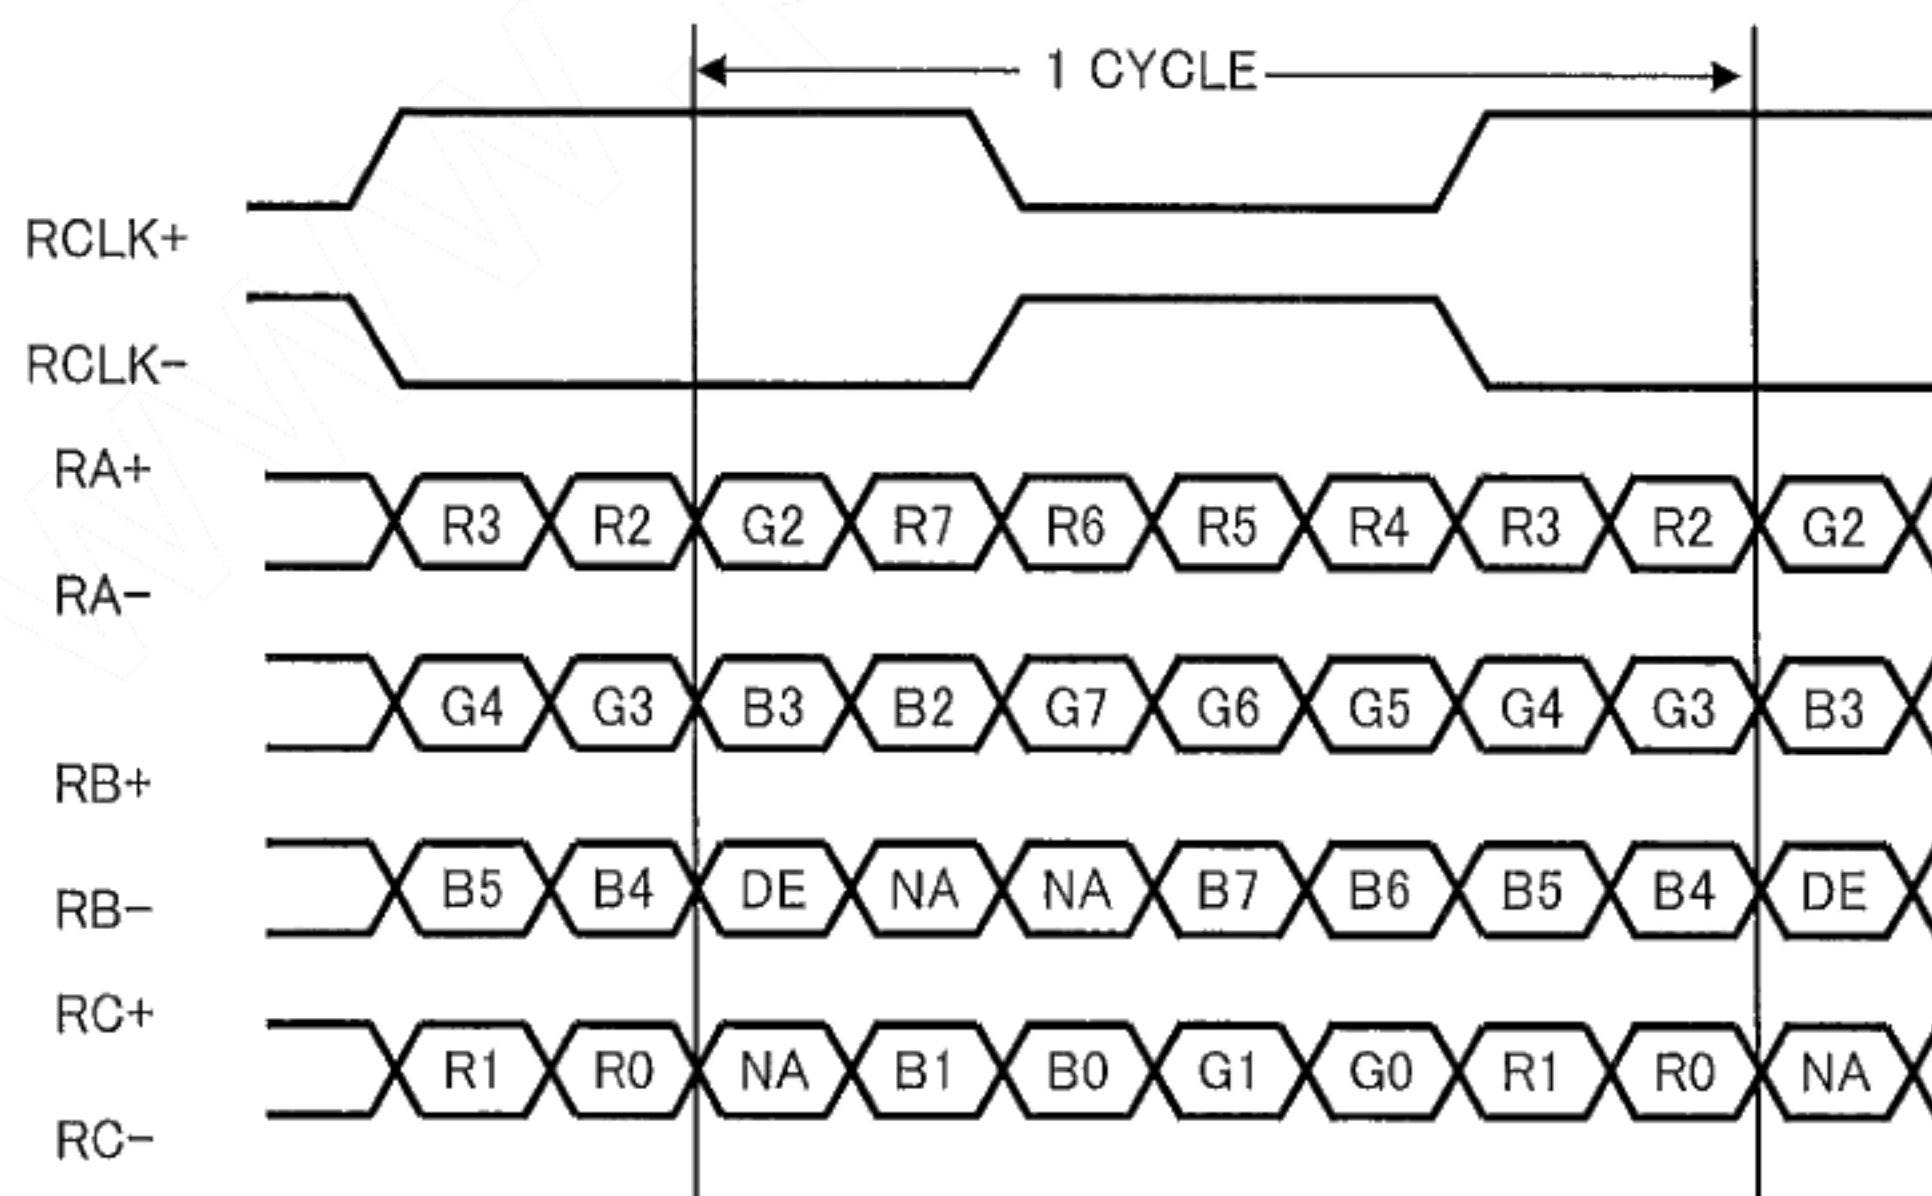 1 CYCLE
RCLK+
RCLK-
RA+
R3 R2 G2 R7 R6 R5 R4 R3 R2 G2
RA-
G4 G3 B3 B2 G7 G6 G5 G4 G3 B3
RB+
B5 B4 DE NA NA B7 B6 B5 B4 DE
RB-
RC+
R1 R0 NA B1 B0 G1 G0 R1 R0 NA
RC-